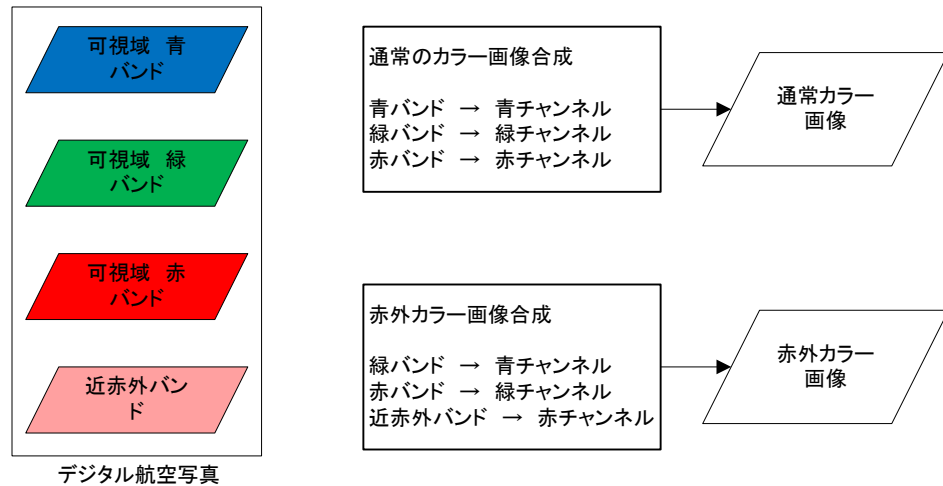 可視域 青
バンド
可視域 緑
バンド
可視域 赤
バンド
近赤外バン
ド
デジタル航空写真
通常のカラー画像合成
青バンド → 青チャンネル
緑バンド → 緑チャンネル
赤バンド → 赤チャンネル
通常カラー
画像
赤外カラー画像合成
緑バンド → 青チャンネル
赤バンド → 緑チャンネル
近赤外バンド → 赤チャンネル
赤外カラー
画像